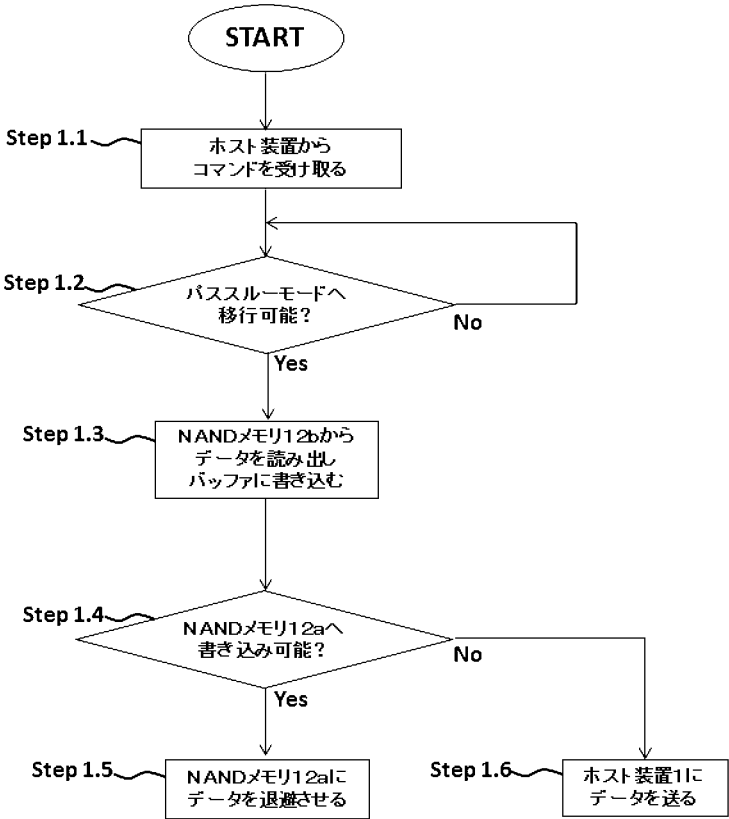 START
Step 1.1
ホスト装置から
コマンドを受け取る
Step 1.2
パススルーモードへ
移行可能？
No
Yes
Step 1.3
NANDメモリ12bから
データを読み出し
バッファに書き込む
Step 1.4
NANDメモリ12aへ
書き込み可能？
No
Yes
Step 1.5
NANDメモリ12aに
データを退避させる
Step 1.6
ホスト装置1に
データを送る